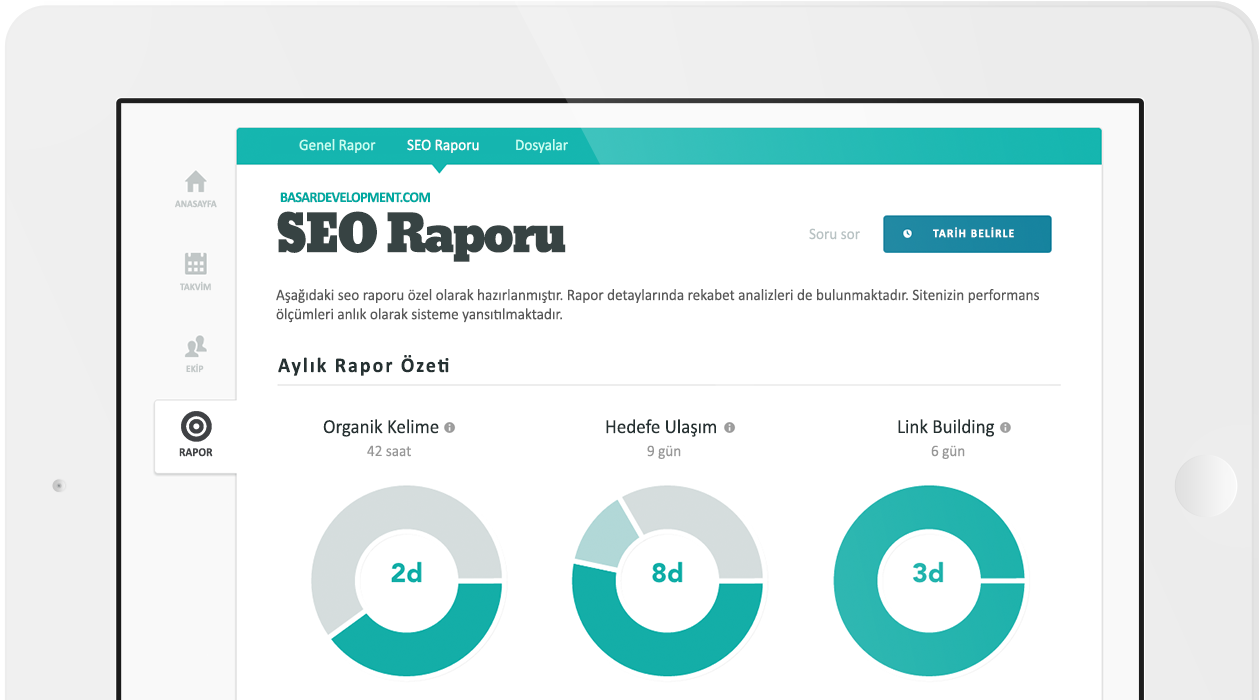 Genel Rapor
SEO Raporu
Dosyalar
ANASAYFA
TAKVİM
EKİP
RAPOR
BASARDEVELOPMENT.COM
SEO Raporu
Soru sor
TARİH BELİRLE
Aşağıdaki seo raporu özel olarak hazırlanmıştır. Rapor detaylarında rekabet analizleri de bulunmaktadır. Sitenizin performans
ölçümleri anlık olarak sisteme yansıtılmaktadır.
Aylık Rapor Özeti
Organik Kelime
42 saat
2d
Hedefe Ulaşım
9 gün
8d
Link Building
6 gün
3d